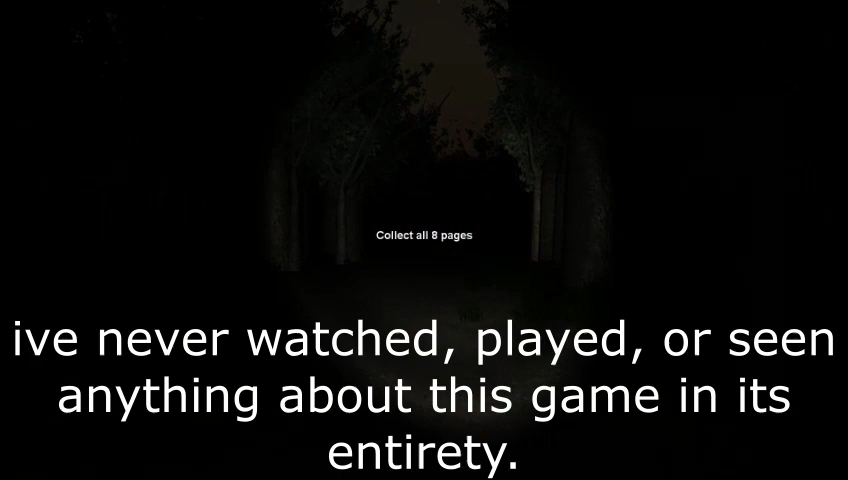 Collect all 8 pages
ive never watched, played, or seen
anything about this game in its
entirety.